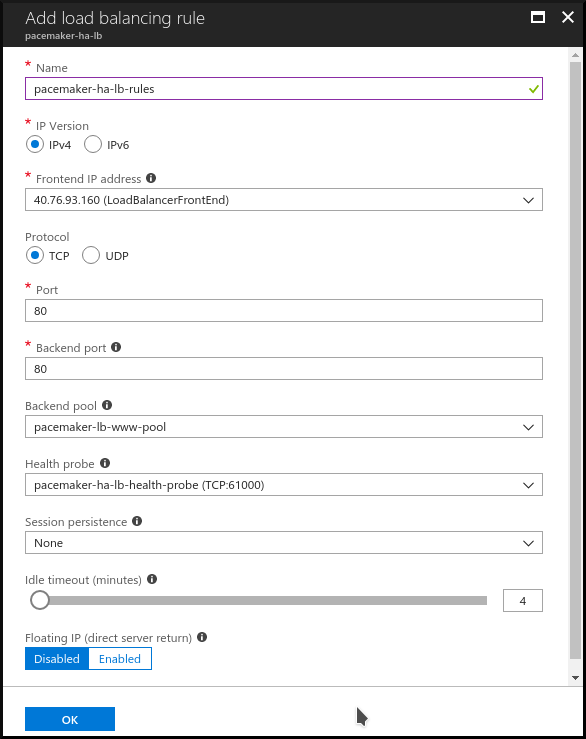 Add load balancing rule
pacemaker-ha-lb
* Name
pacemaker-ha-lb-rules
* IP Version
IPv4 IPv6
* Frontend IP address
40.76.93.160 (LoadBalancerFrontEnd)
Protocol
TCP UDP
* Port
80
* Backend port
80
Backend pool
pacemaker-lb-www-pool
Health probe
pacemaker-ha-lb-health-probe (TCP:61000)
Session persistence
None
Idle timeout (minutes)
4
Floating IP (direct server return)
Disabled Enabled
OK